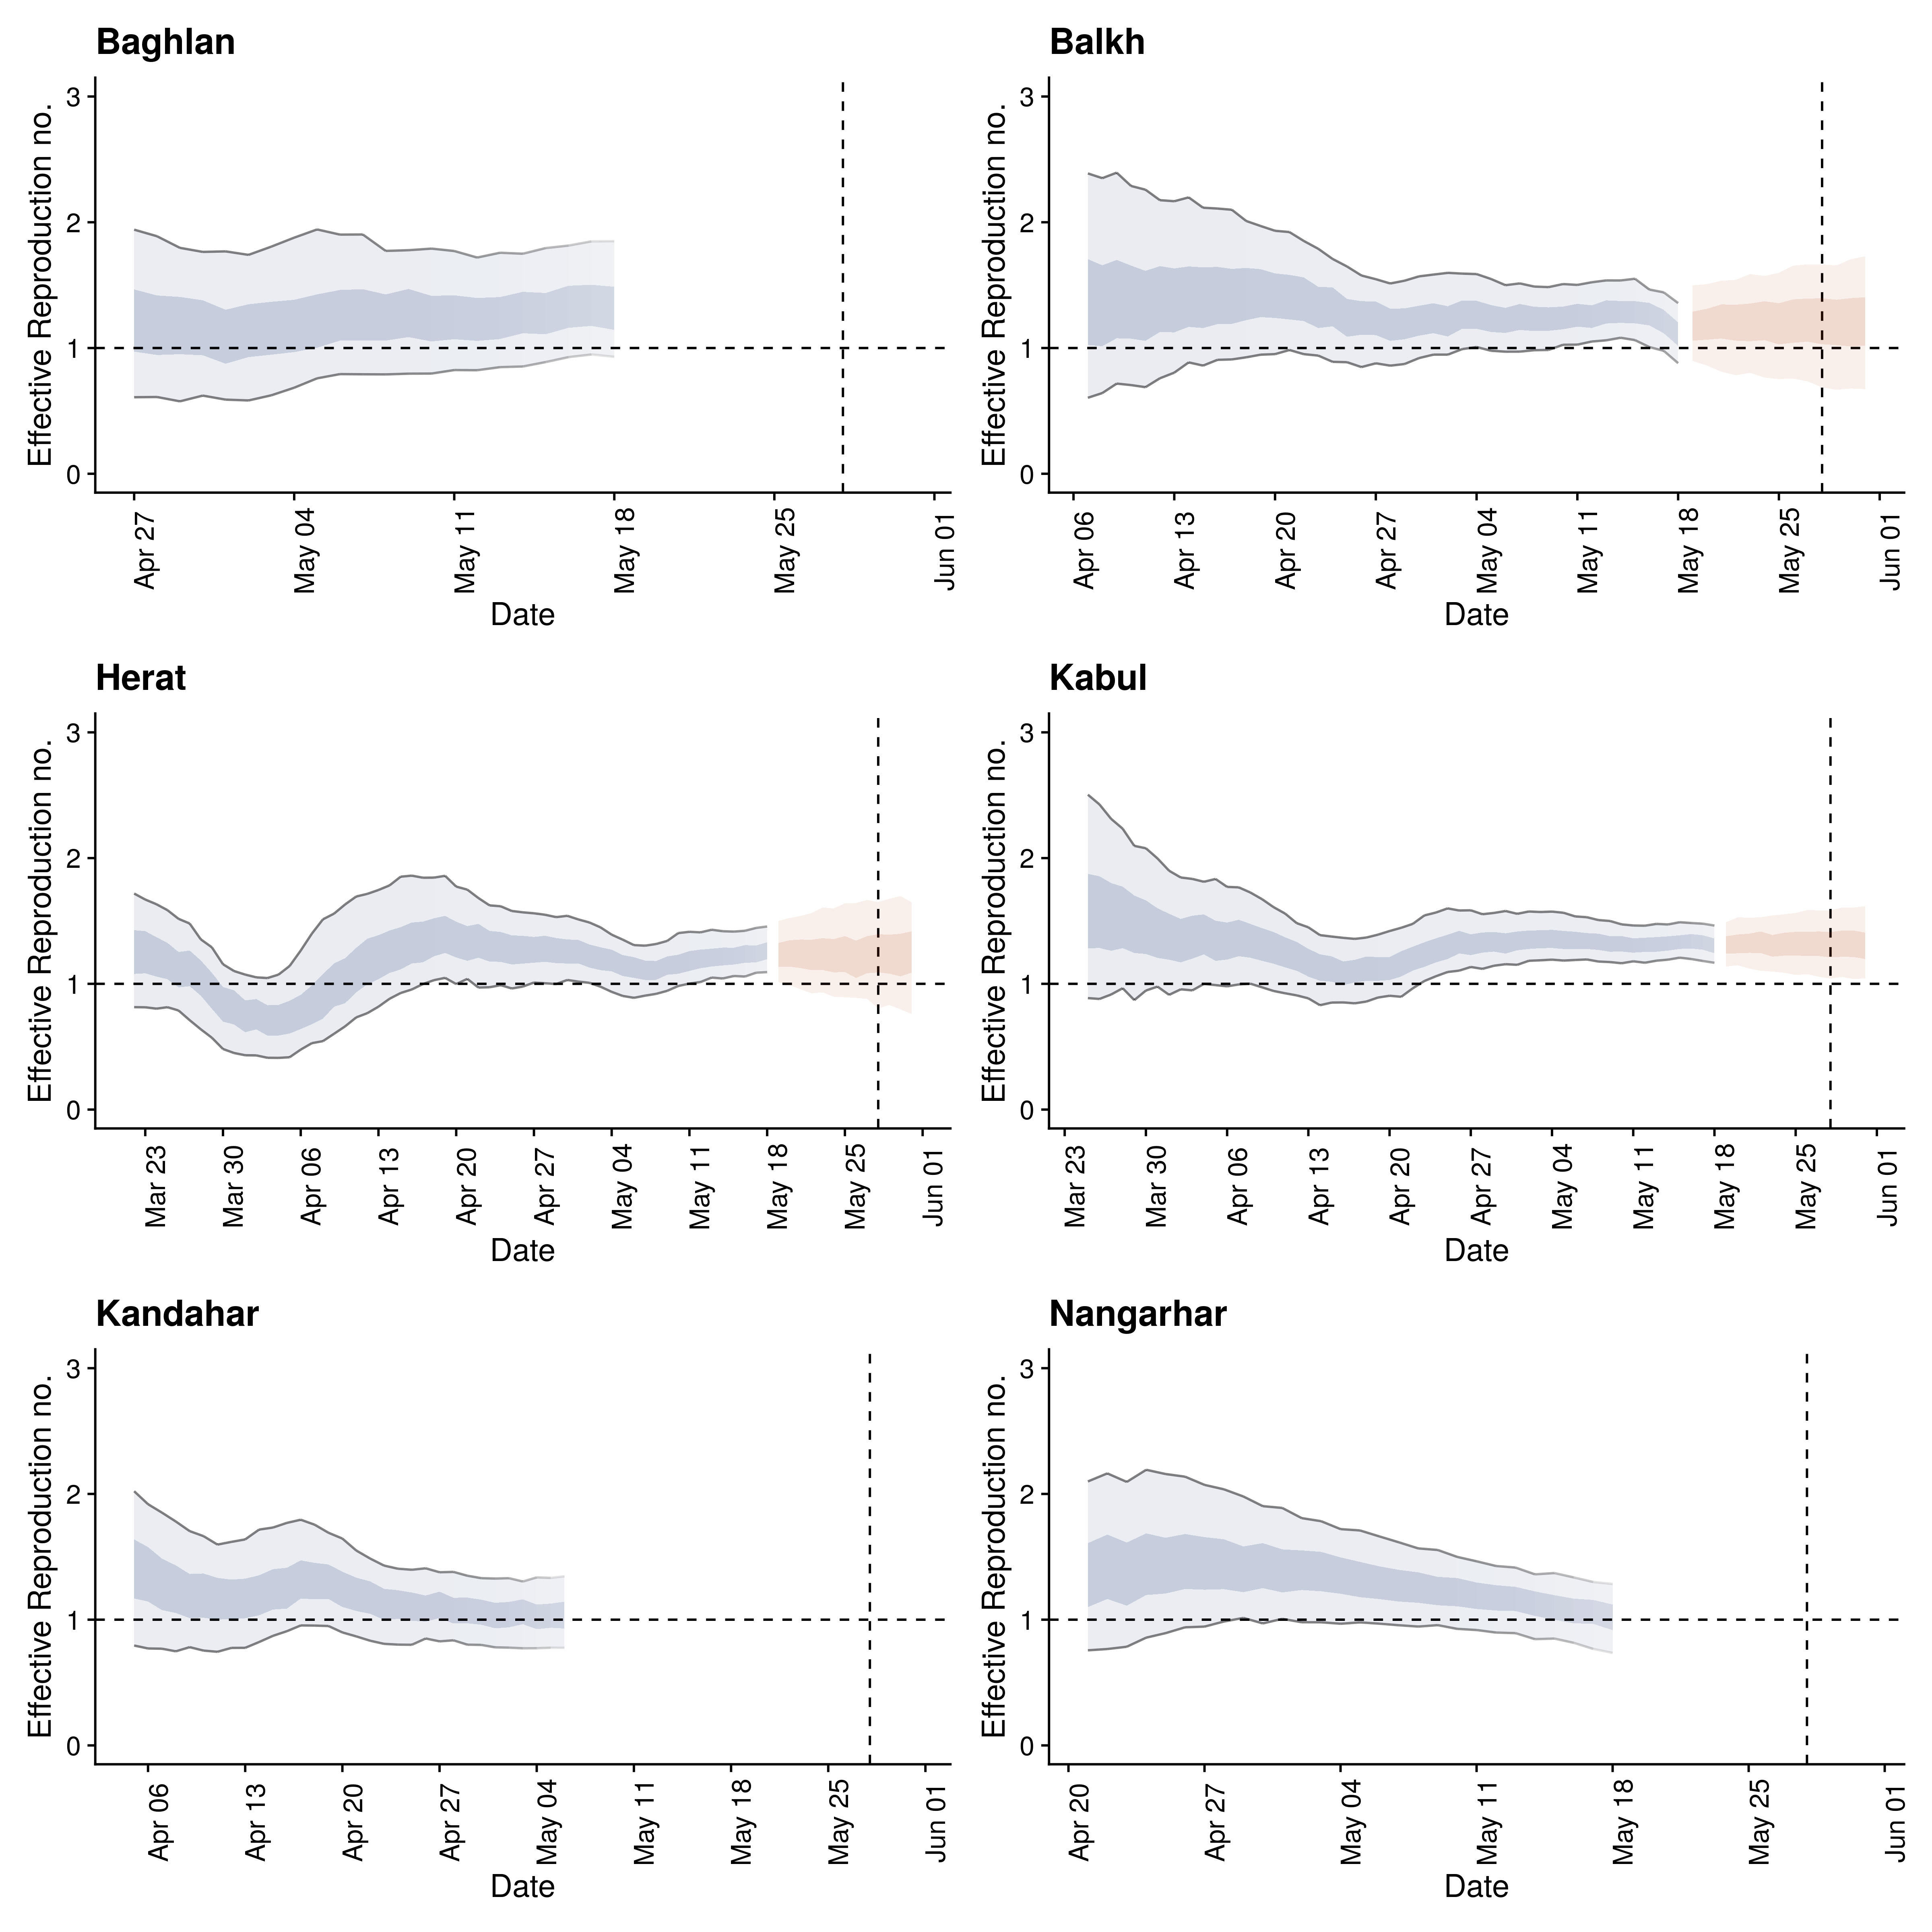 Baghlan
Effective Reproduction no.
3
2
1
0
Apr 27
May 04
May 11
May 18
May 25
Jun 01
Date
Balkh
Effective Reproduction no.
3
2
1
0
Apr 06
Apr 13
Apr 20
Apr 27
May 04
May 11
May 18
May 25
Jun 01
Date
Herat
Effective Reproduction no.
3
2
1
0
Mar 23
Mar 30
Apr 06
Apr 13
Apr 20
Apr 27
May 04
May 11
May 18
May 25
Jun 01
Date
Kabul
Effective Reproduction no.
3
2
1
0
Mar 23
Mar 30
Apr 06
Apr 13
Apr 20
Apr 27
May 04
May 11
May 18
May 25
Jun 01
Date
Kandahar
Effective Reproduction no.
3
2
1
0
Apr 06
Apr 13
Apr 20
Apr 27
May 04
May 11
May 18
May 25
Jun 01
Date
Nangarhar
Effective Reproduction no.
3
2
1
0
Apr 20
Apr 27
May 04
May 11
May 18
May 25
Jun 01
Date